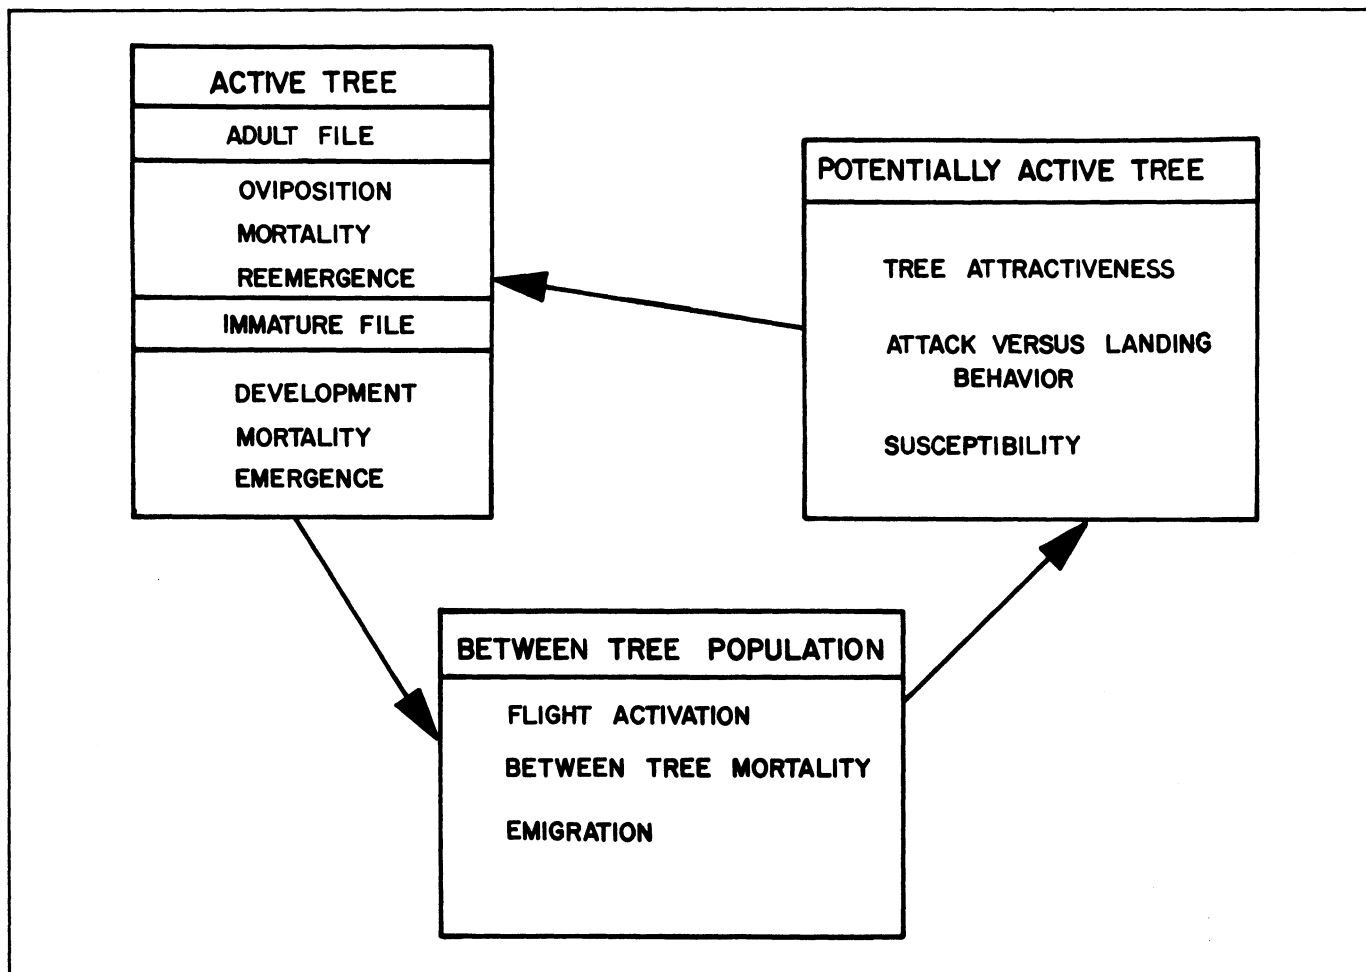 ACTIVE TREE
ADULT FILE
OVIPOSITION
MORTALITY
REEMERGENCE
IMMATURE FILE
DEVELOPMENT
MORTALITY
EMERGENCE
POTENTIALLY ACTIVE TREE
TREE ATTRACTIVENESS
ATTACK VERSUS LANDING
BEHAVIOR
SUSCEPTIBILITY
BETWEEN TREE POPULATION
FLIGHT ACTIVATION
BETWEEN TREE MORTALITY
EMIGRATION